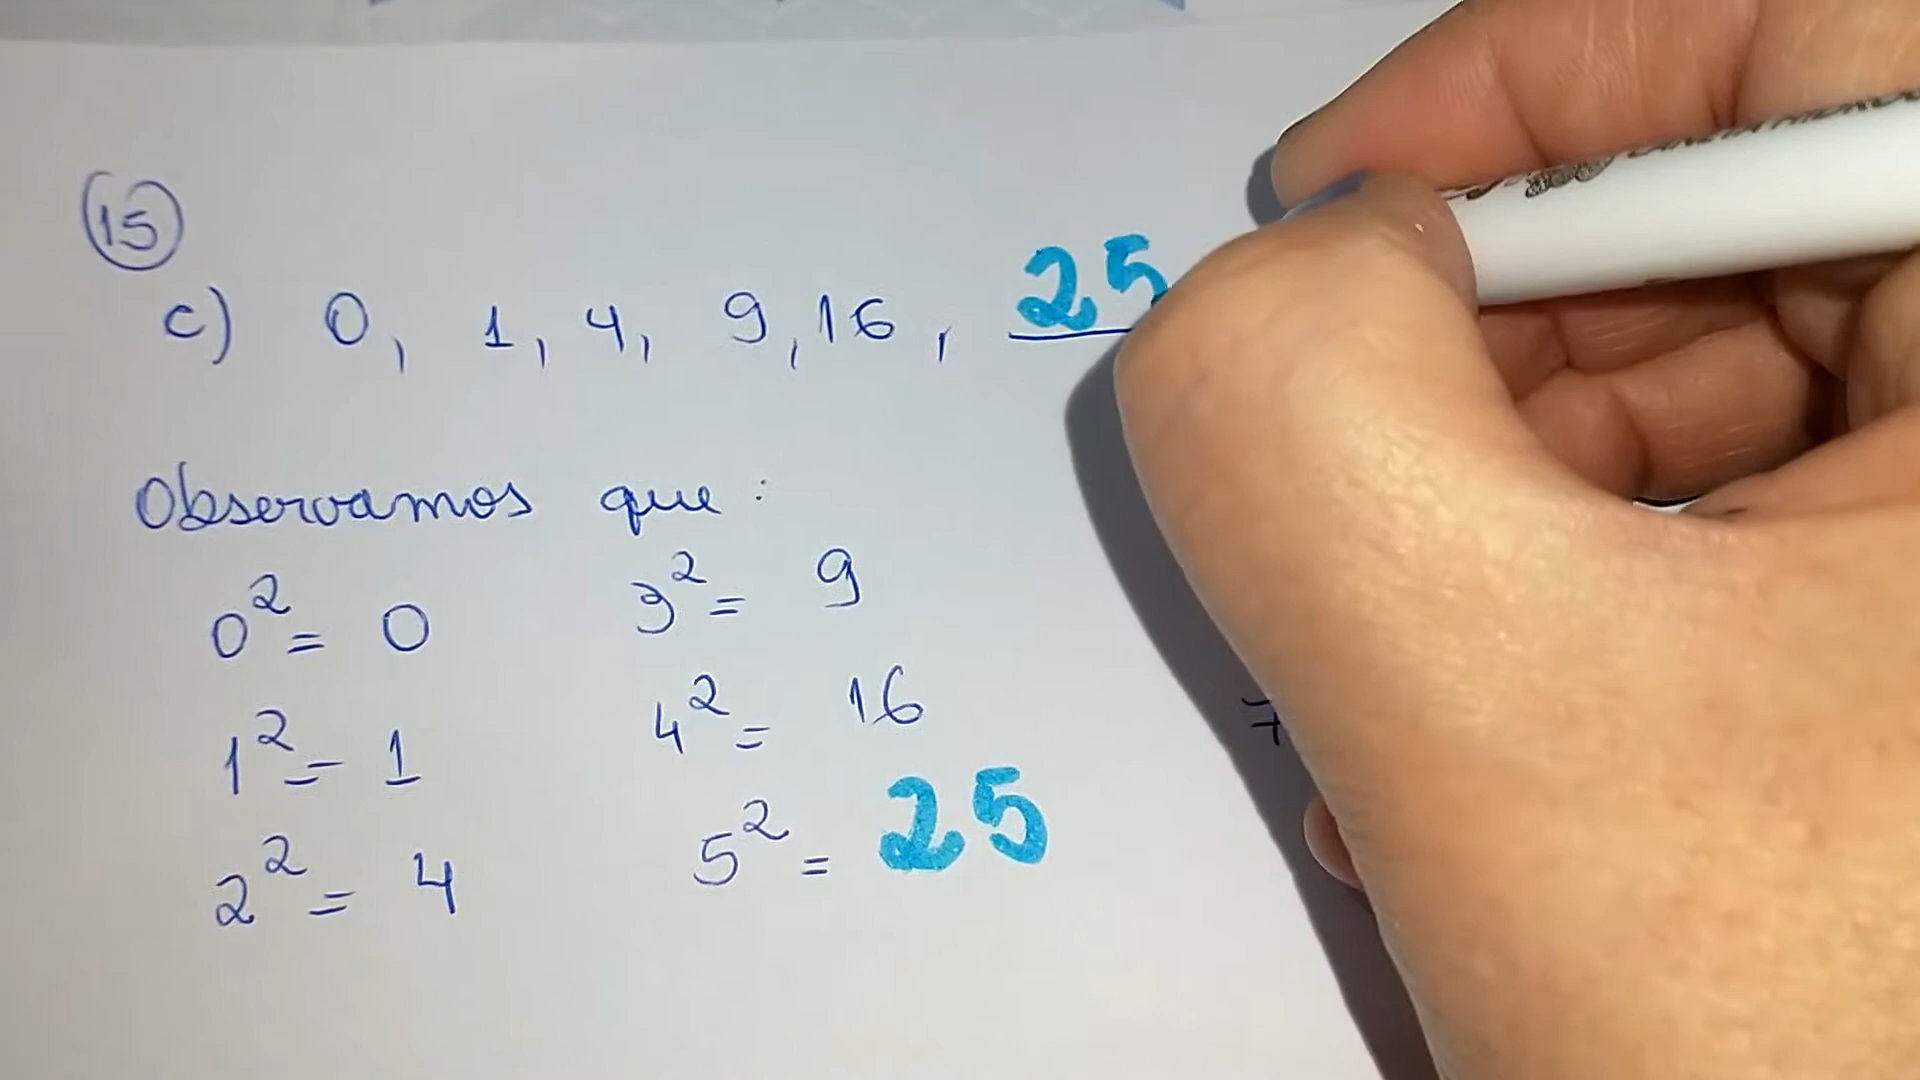 15
c) 0, 1, 4, 9, 16, 25
Observamos que:
0² = 0
1² = 1
2² = 4
3² = 9
4² = 16
5² = 25
7